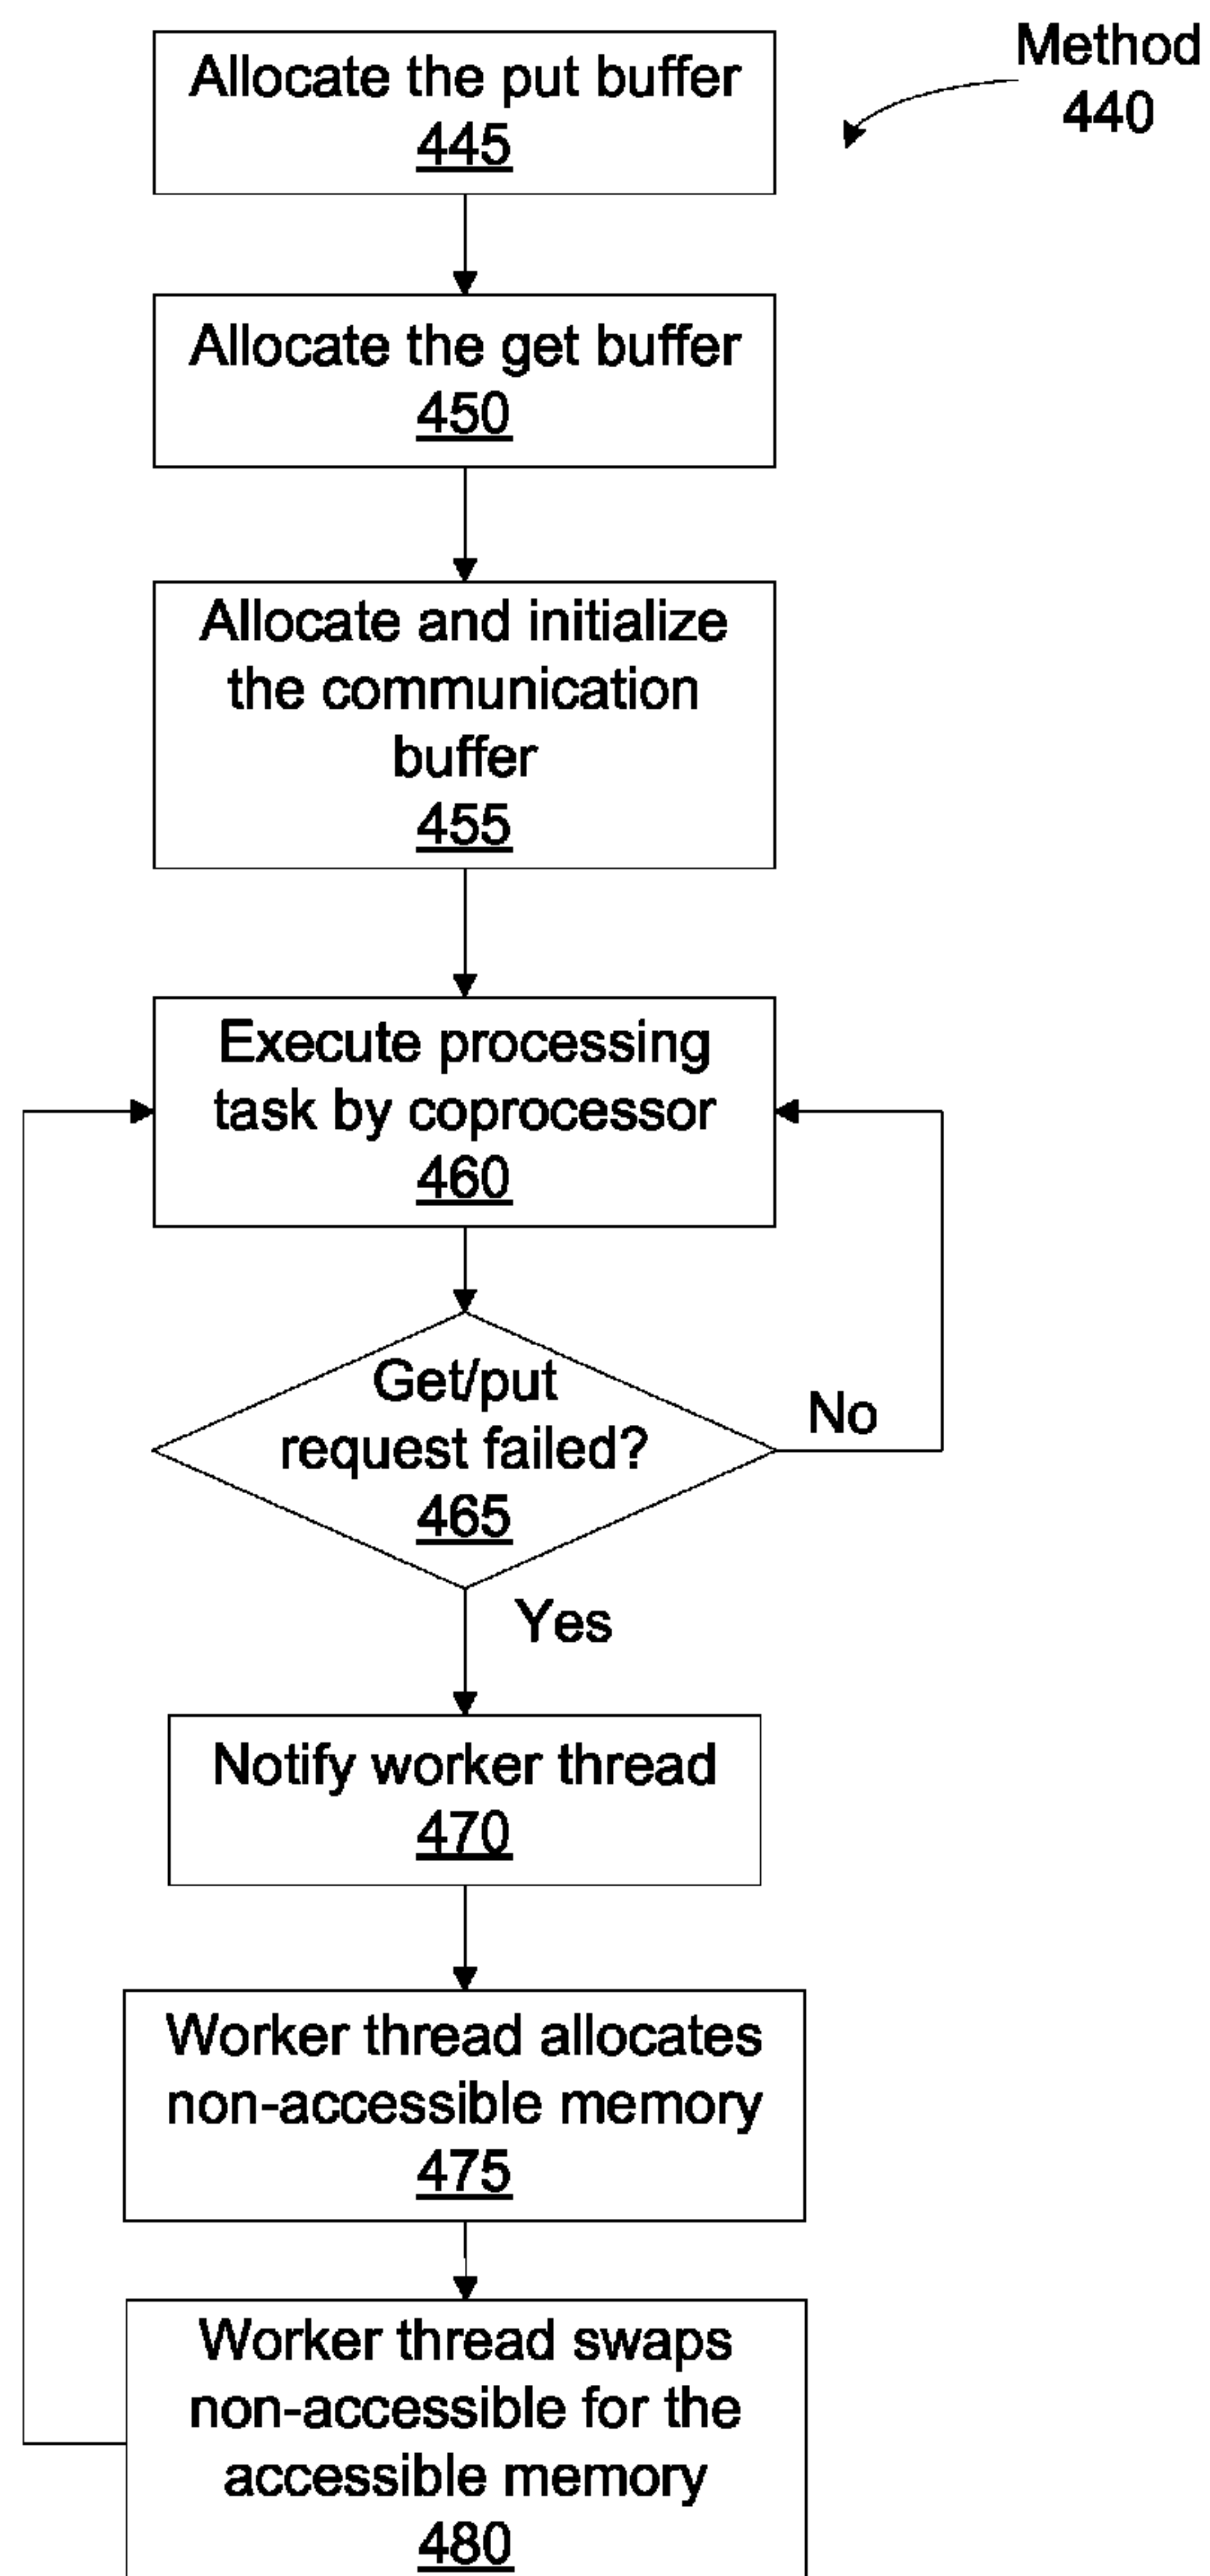 Method
440
Allocate the put buffer
445
Allocate the get buffer
450
Allocate and initialize
the communication
buffer
455
Execute processing
task by coprocessor
460
Get/put
request failed?
465
No
Yes
Notify worker thread
470
Worker thread allocates
non-accessible memory
475
Worker thread swaps
non-accessible for the
accessible memory
480